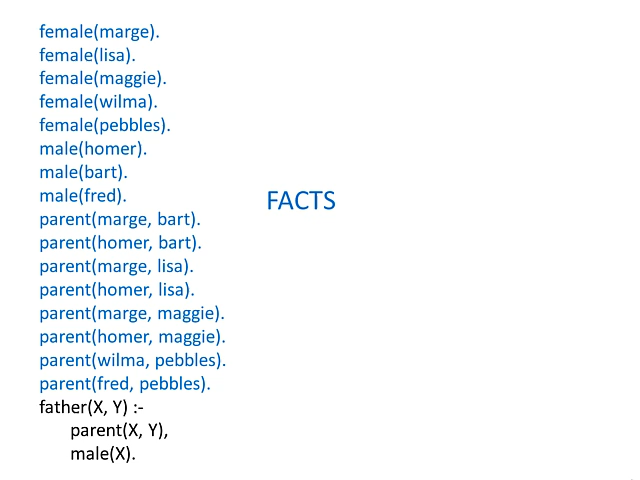 female(marge).
female(lisa).
female(maggie).
female(wilma).
female(pebbles).
male(homer).
male(bart).
male(fred).
parent(marge, bart).
parent(homer, bart).
parent(marge, lisa).
parent(homer, lisa).
parent(marge, maggie).
parent(homer, maggie).
parent(wilma, pebbles).
parent(fred, pebbles).
father(X, Y) :-
parent(X, Y),
male(X).
FACTS